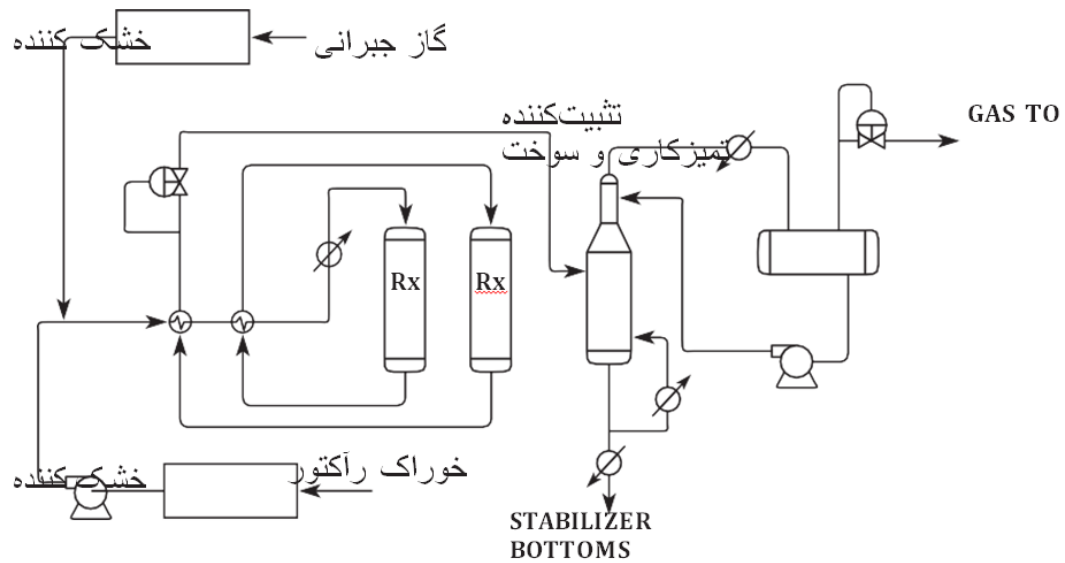 خشک کننده
گاز جبرانی
تثبیت‌کننده
تمیزکاری و سوخت
GAS TO
Rx
Rx
خشک کننده
خوراک رآکتور
STABILIZER
BOTTOMS